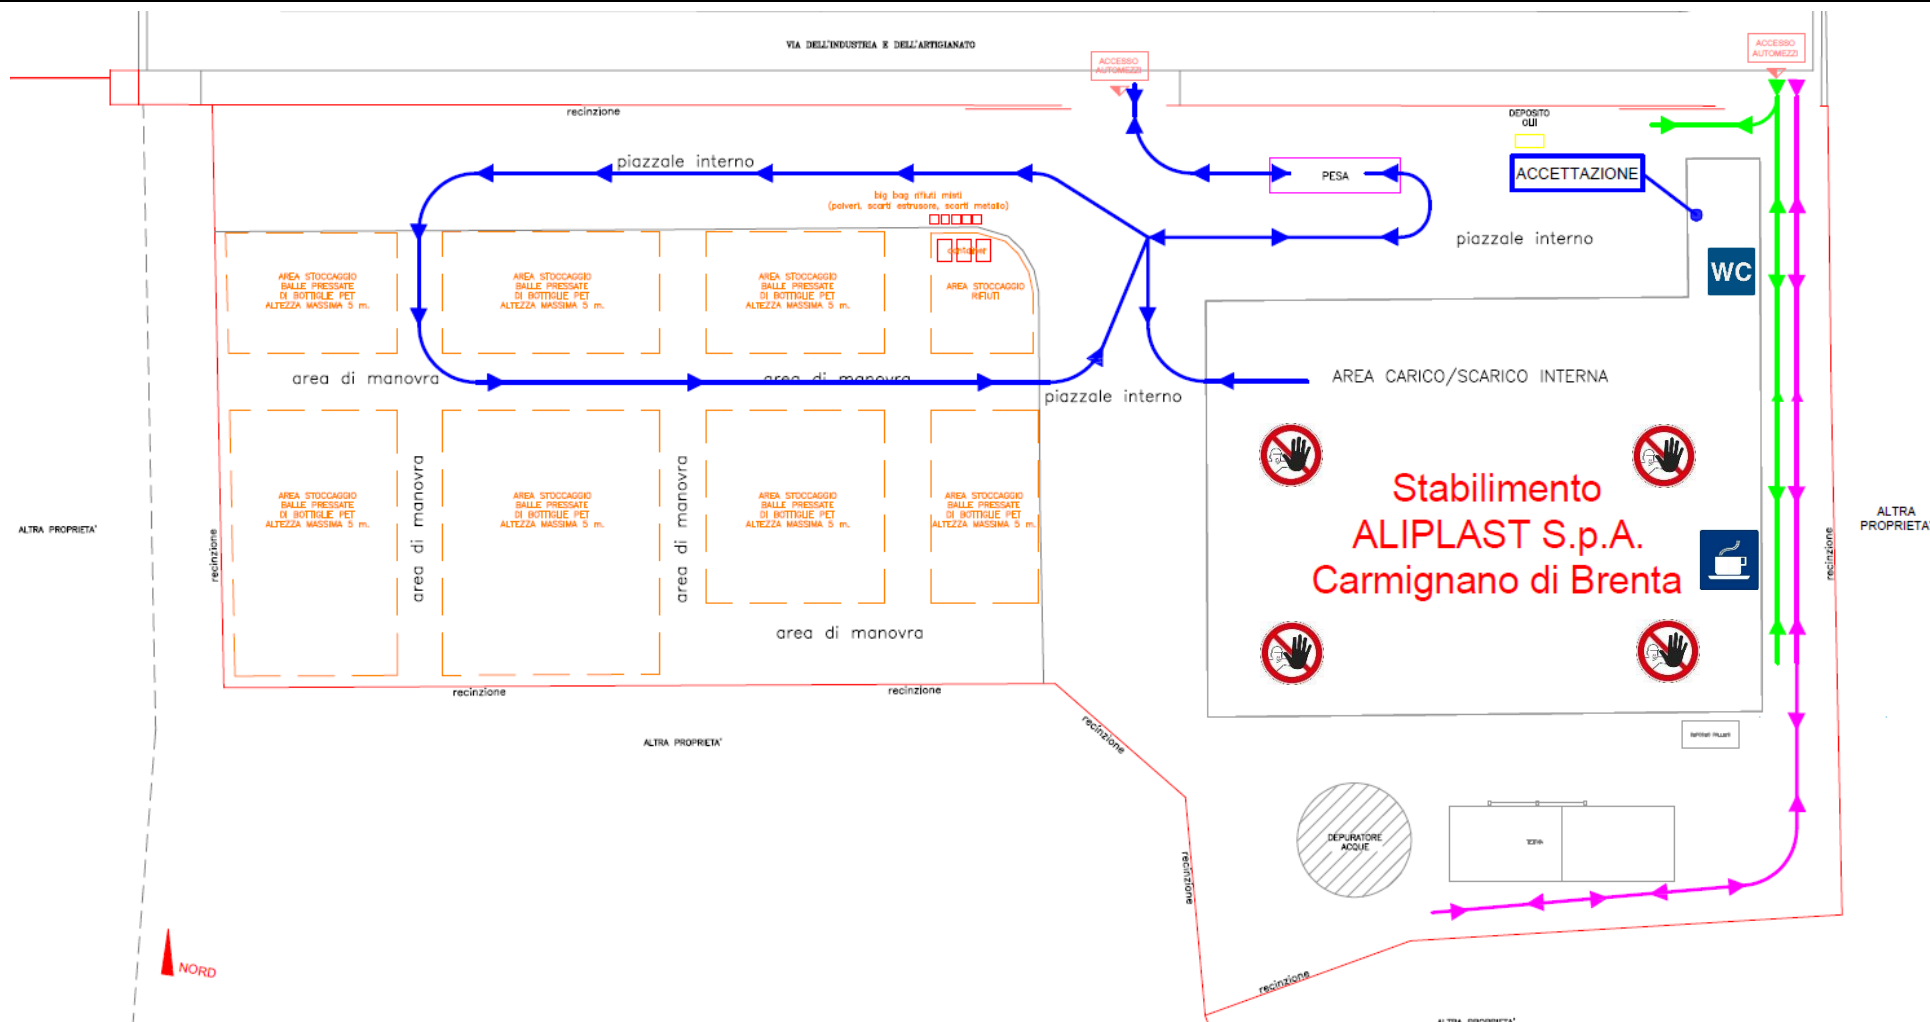 VIA DELL'INDUSTRIA E DELL'ARTIGIANATO
ACCESSO
AUTOMEZZI
ACCESSO
AUTOMEZZI
recinzione
DEPOSITO
OLII
piazzale interno
PESA
ACCETTAZIONE
big bag rifiuti misti
(polveri, scarti estrusore, scarti metallo)
piazzale interno
container
WC
AREA STOCCAGGIO
BALLE PRESSATE
DI BOTTIGLIE PET
ALTEZZA MASSIMA 5 m.
AREA STOCCAGGIO
BALLE PRESSATE
DI BOTTIGLIE PET
ALTEZZA MASSIMA 5 m.
AREA STOCCAGGIO
BALLE PRESSATE
DI BOTTIGLIE PET
ALTEZZA MASSIMA 5 m.
AREA STOCCAGGIO
RIFIUTI
area di manovra
area di manovra
piazzale interno
AREA CARICO/SCARICO INTERNA
area di manovra
area di manovra
AREA STOCCAGGIO
BALLE PRESSATE
DI BOTTIGLIE PET
ALTEZZA MASSIMA 5 m.
AREA STOCCAGGIO
BALLE PRESSATE
DI BOTTIGLIE PET
ALTEZZA MASSIMA 5 m.
AREA STOCCAGGIO
BALLE PRESSATE
DI BOTTIGLIE PET
ALTEZZA MASSIMA 5 m.
AREA STOCCAGGIO
BALLE PRESSATE
DI BOTTIGLIE PET
ALTEZZA MASSIMA 5 m.
Stabilimento
ALIPLAST S.p.A.
Carmignano di Brenta
ALTRA PROPRIETA'
ALTRA
PROPRIETA'
recinzione
recinzione
area di manovra
recinzione
recinzione
recinzione
ALTRA PROPRIETA'
DEPURATORE
ACQUE
recinzione
NORD
recinzione
ALTRA PROPRIETA'